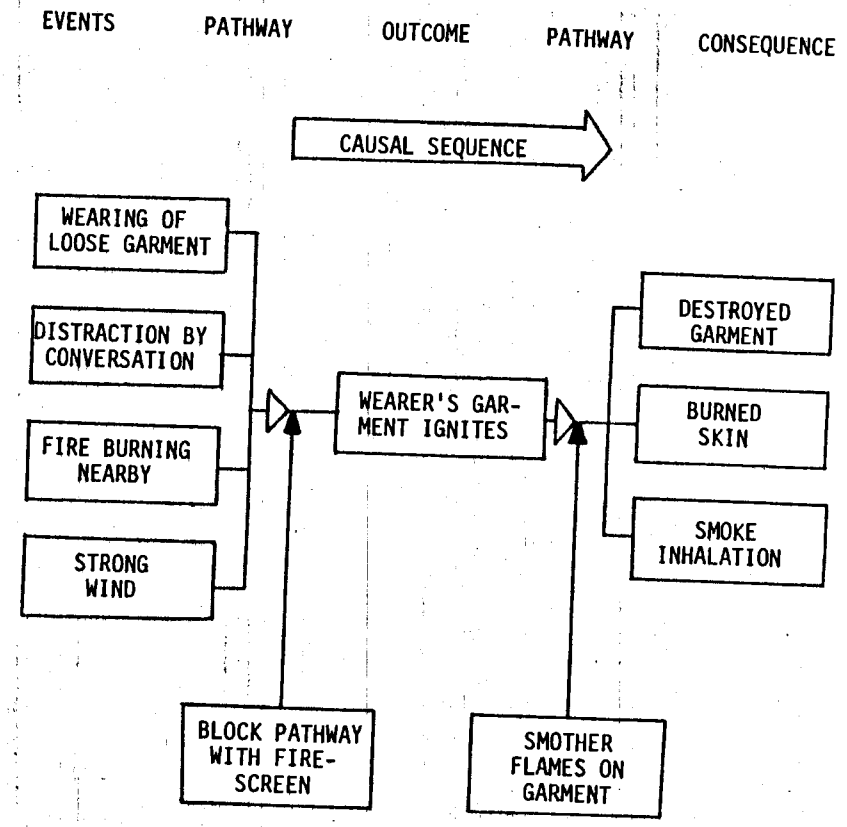 EVENTS PATHWAY OUTCOME PATHWAY CONSEQUENCE
CAUSAL SEQUENCE
WEARING OF
LOOSE GARMENT
DISTRACTION BY
CONVERSATION
FIRE BURNING
NEARBY
STRONG
WIND
WEARER'S GAR-
MENT IGNITES
DESTROYED
GARMENT
BURNED
SKIN
SMOKE
INHALATION
BLOCK PATHWAY
WITH FIRE-
SCREEN
SMOTHER
FLAMES ON
GARMENT